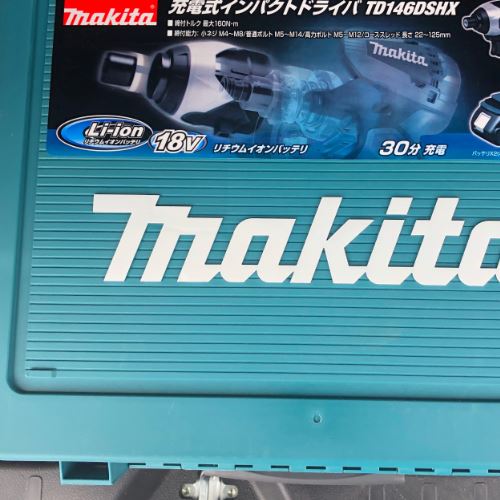 makita 充電式インパクトドライバ TD146DSHX
■ 締付トルク 最大160N·m
■ 締付能力: 小ネジ M4～M8/普通ボルト M5～M14/高力ボルト M5～M12/コーススレッド長さ 22～125mm
makita
Li-ion 18V リチウムイオンバッテリ 30分 充電
リチウムイオンバッテリ
makita